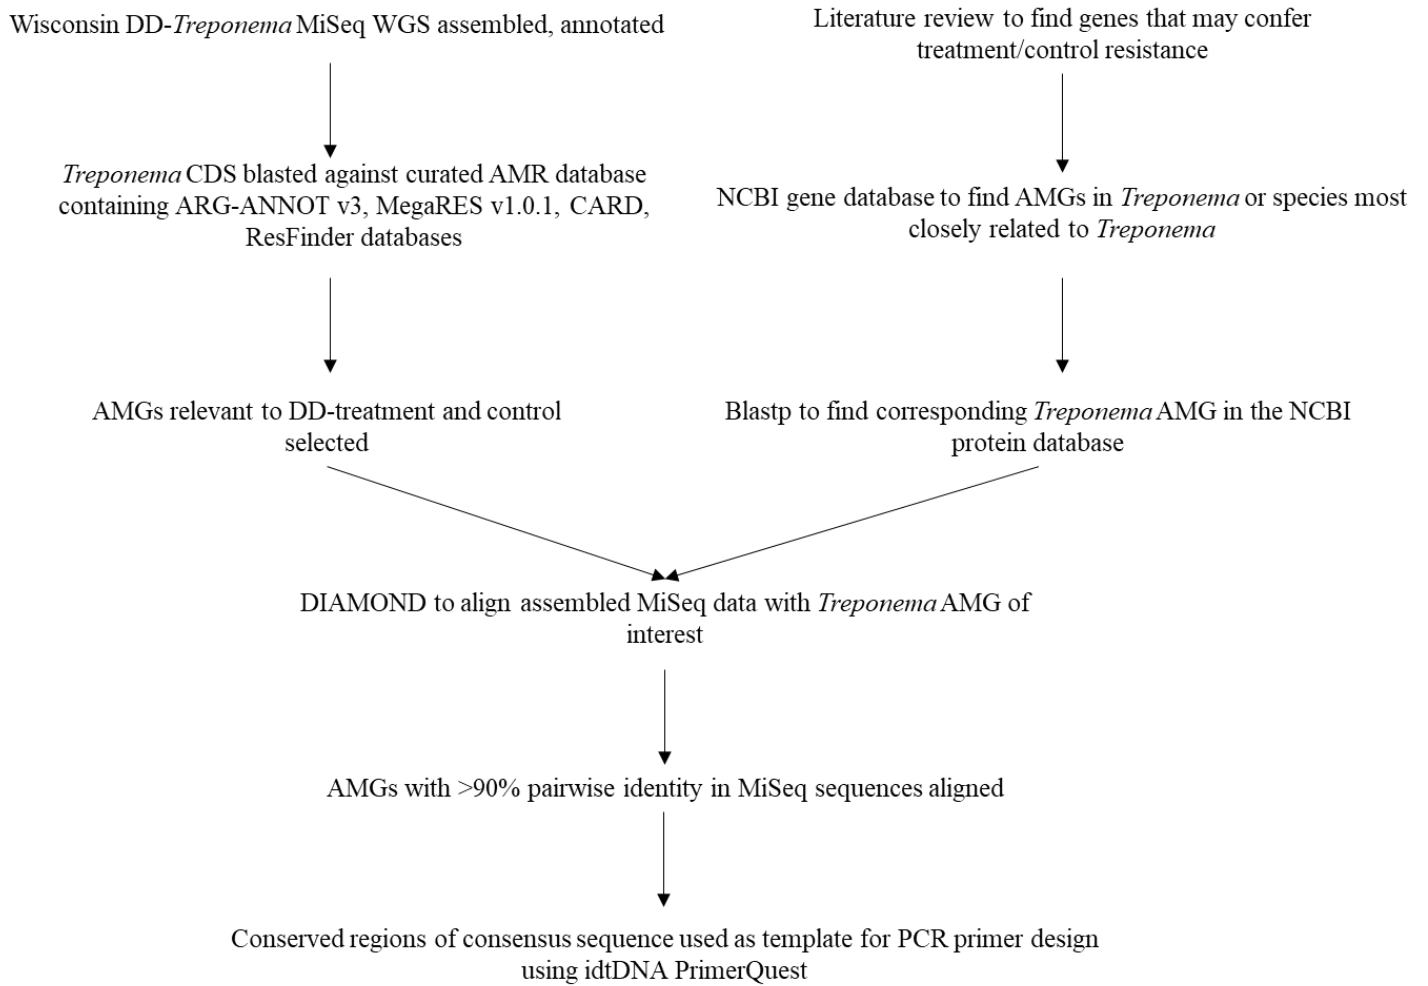 Wisconsin DD-Treponema MiSeq WGS assembled, annotated
Literature review to find genes that may confer
treatment/control resistance
Treponema CDS blasted against curated AMR database
containing ARG-ANNOT v3, MegaRES v1.0.1, CARD,
ResFinder databases
NCBI gene database to find AMGs in Treponema or species most
closely related to Treponema
AMGs relevant to DD-treatment and control
selected
Blastp to find corresponding Treponema AMG in the NCBI
protein database
DIAMOND to align assembled MiSeq data with Treponema AMG of
interest
AMGs with >90% pairwise identity in MiSeq sequences aligned
Conserved regions of consensus sequence used as template for PCR primer design
using idtDNA PrimerQuest